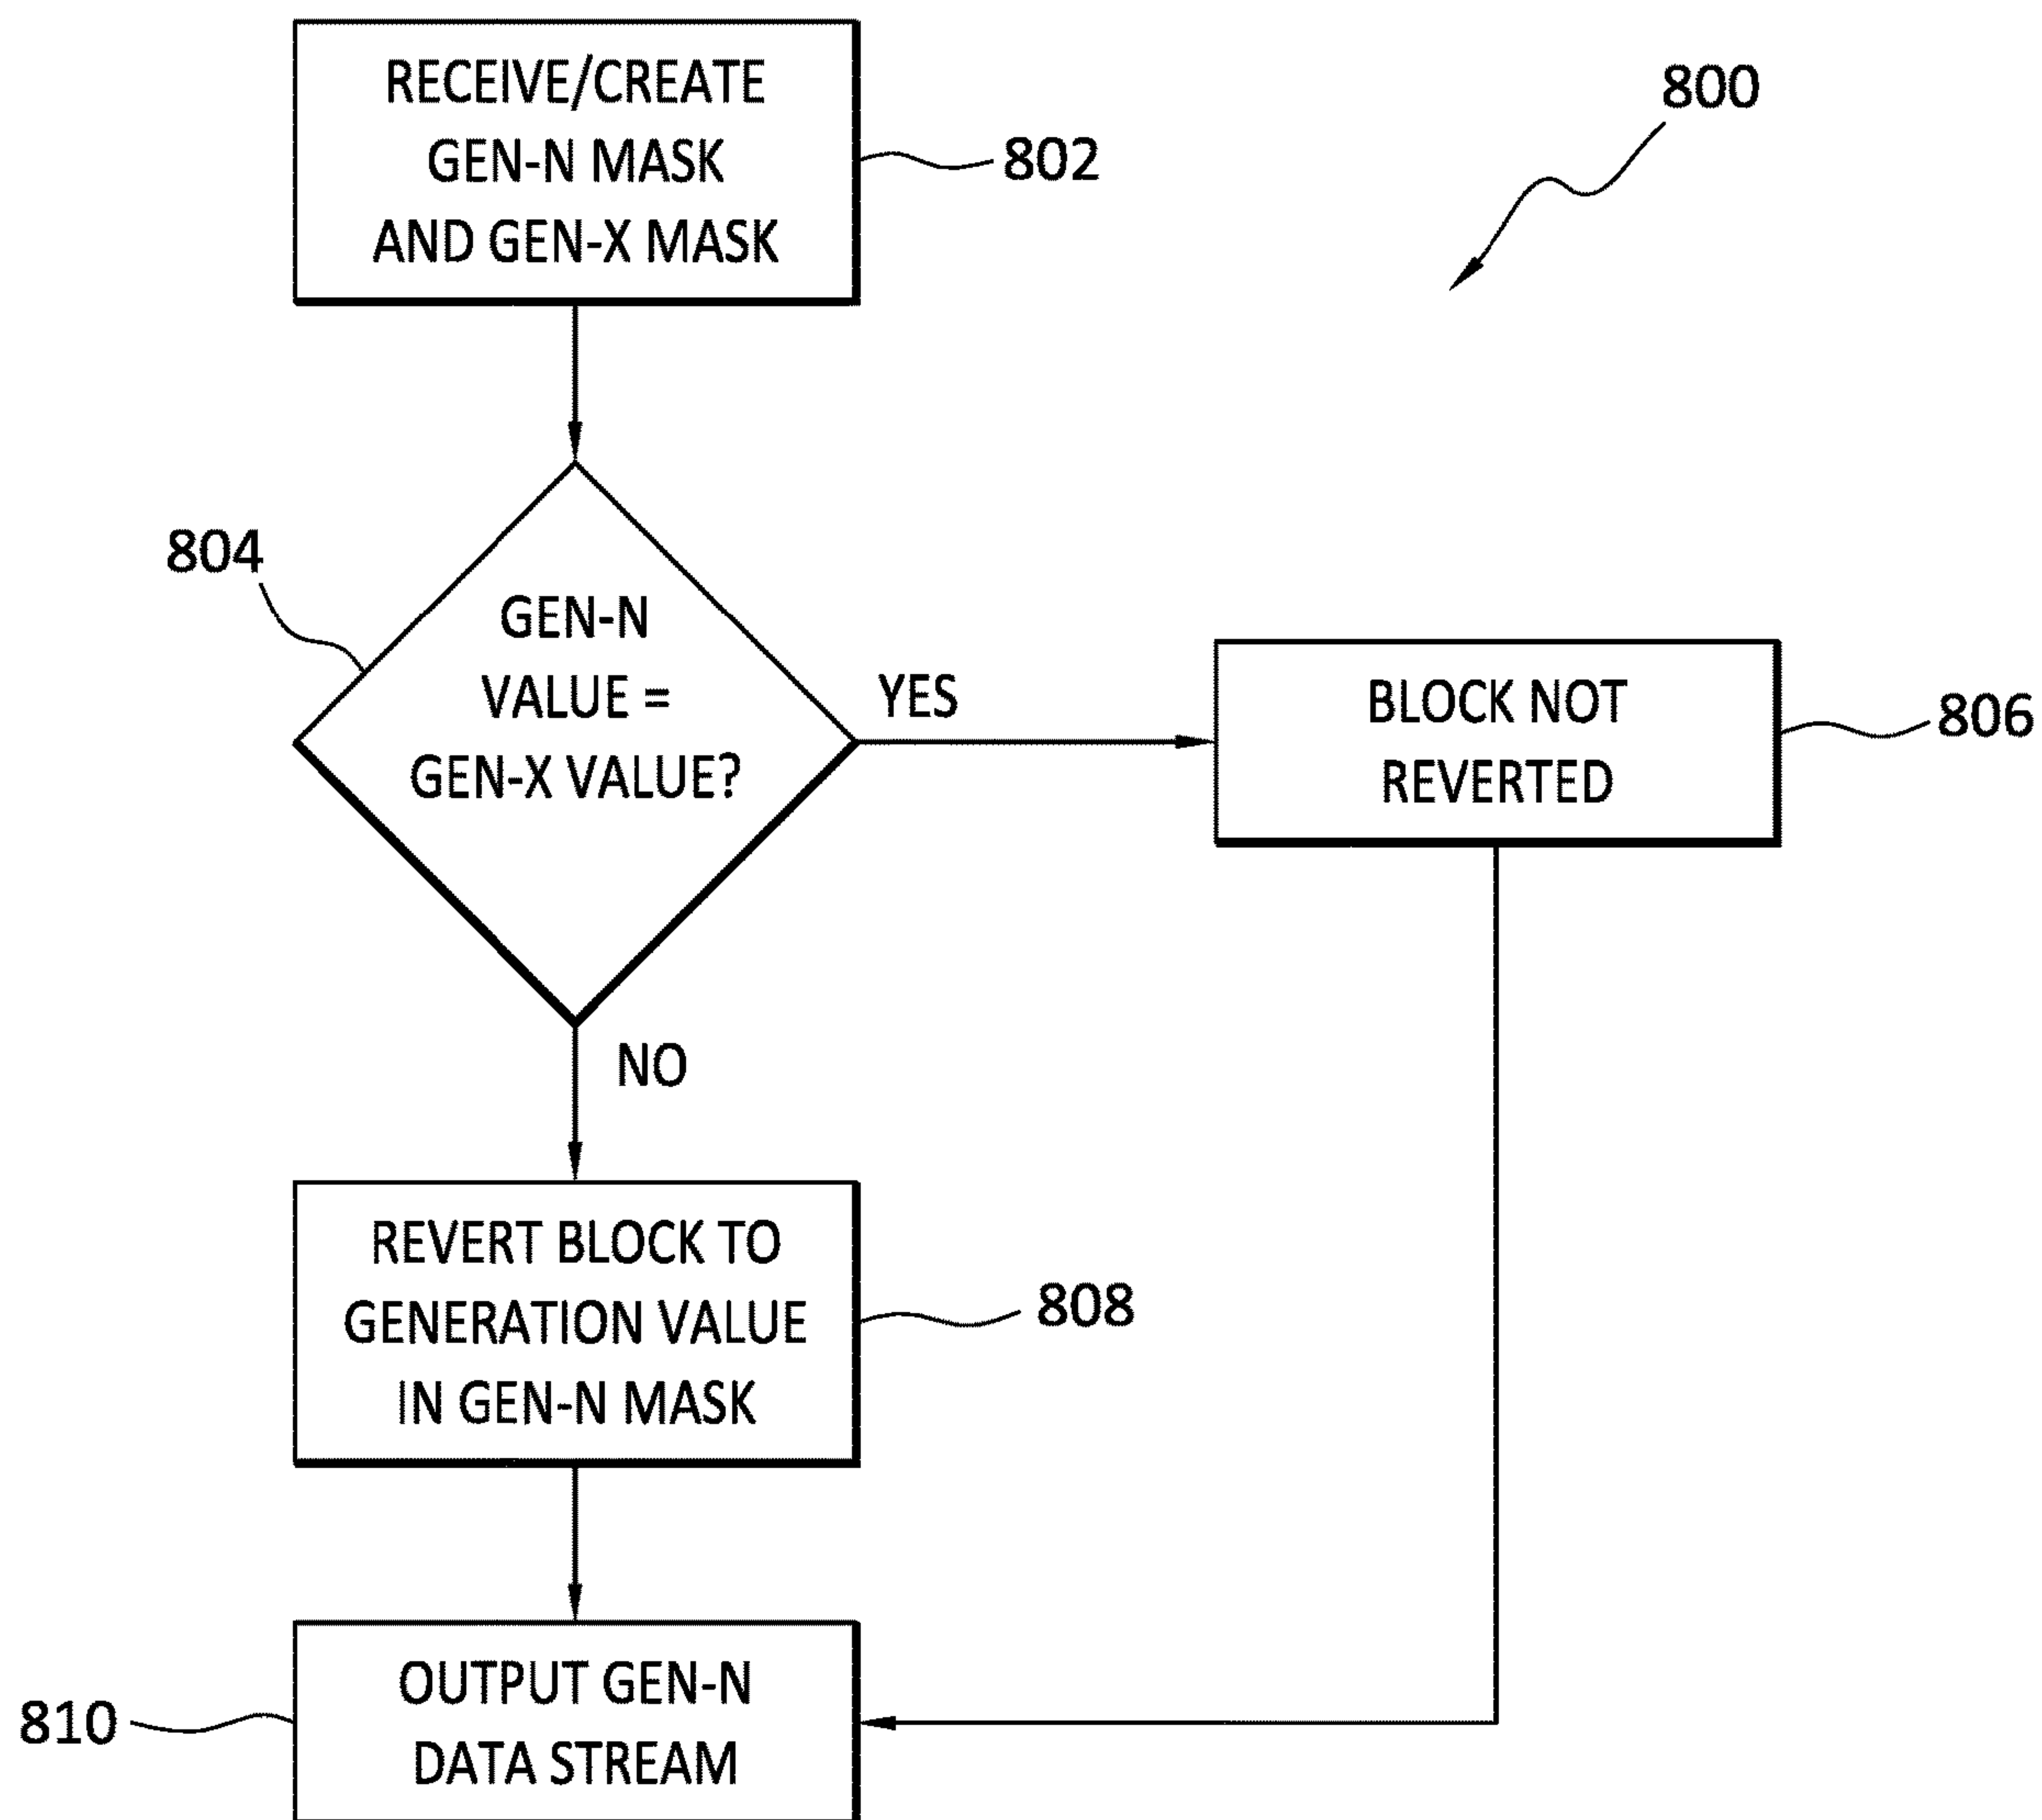 RECEIVE/CREATE
GEN-N MASK
AND GEN-X MASK
802
800
804
GEN-N
VALUE =
GEN-X VALUE?
YES
BLOCK NOT
REVERTED
806
NO
REVERT BLOCK TO
GENERATION VALUE
IN GEN-N MASK
808
OUTPUT GEN-N
DATA STREAM
810